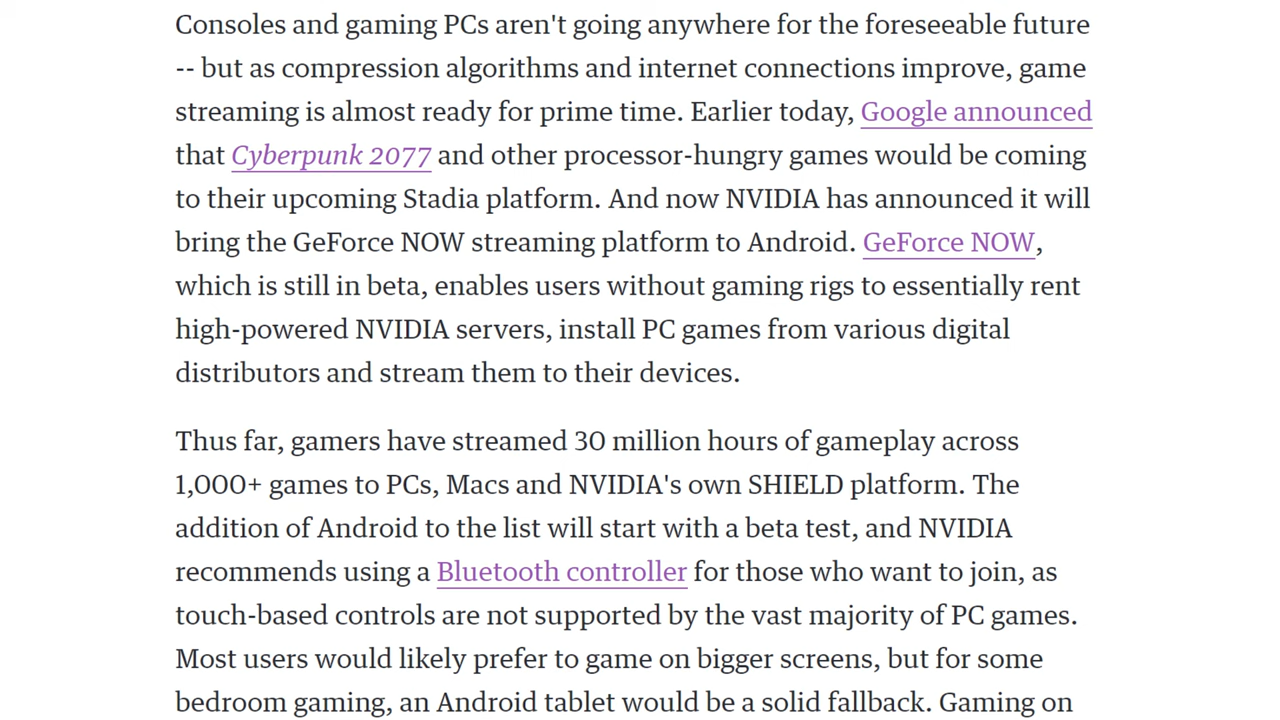 Consoles and gaming PCs aren't going anywhere for the foreseeable future
-- but as compression algorithms and internet connections improve, game
streaming is almost ready for prime time. Earlier today, Google announced
that Cyberpunk 2077 and other processor-hungry games would be coming
to their upcoming Stadia platform. And now NVIDIA has announced it will
bring the GeForce NOW streaming platform to Android. GeForce NOW,
which is still in beta, enables users without gaming rigs to essentially rent
high-powered NVIDIA servers, install PC games from various digital
distributors and stream them to their devices.
Thus far, gamers have streamed 30 million hours of gameplay across
1,000+ games to PCs, Macs and NVIDIA's own SHIELD platform. The
addition of Android to the list will start with a beta test, and NVIDIA
recommends using a Bluetooth controller for those who want to join, as
touch-based controls are not supported by the vast majority of PC games.
Most users would likely prefer to game on bigger screens, but for some
bedroom gaming, an Android tablet would be a solid fallback. Gaming on